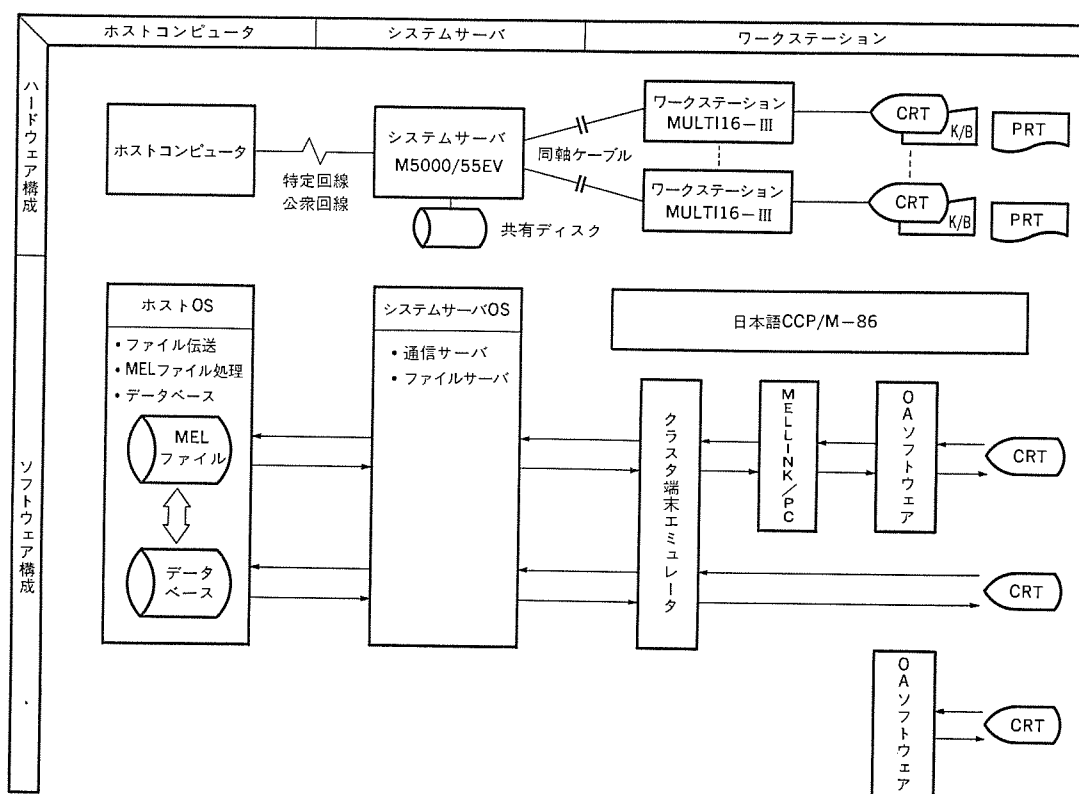 ホストコンピュータ
システムサーバ
ワークステーション
ハードウェア構成
ホストコンピュータ
特定回線
公衆回線
システムサーバ
M5000/55EV
共有ディスク
同軸ケーブル
ワークステーション
MULTI16-III
ワークステーション
MULTI16-III
CRT
K/B
PRT
CRT
K/B
PRT
ソフトウェア構成
ホストOS
・ファイル伝送
・MELファイル処理
・データベース
MEL
ファイル
データ
ベース
システムサーバOS
・通信サーバ
・ファイルサーバ
日本語CCP/M-86
クラスタ端末エミュレータ
MELLINK/PC
OAソフトウェア
CRT
CRT
OAソフトウェア
CRT